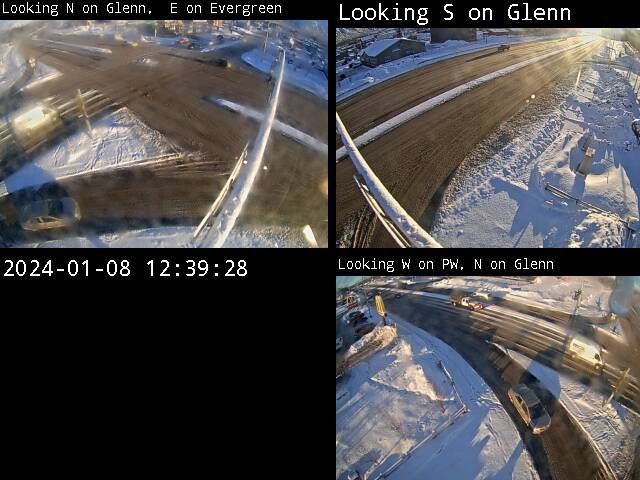 Looking N on Glenn,  E on Evergreen
Looking S on Glenn
2024-01-08 12:39:28
Looking W on PW, N on Glenn